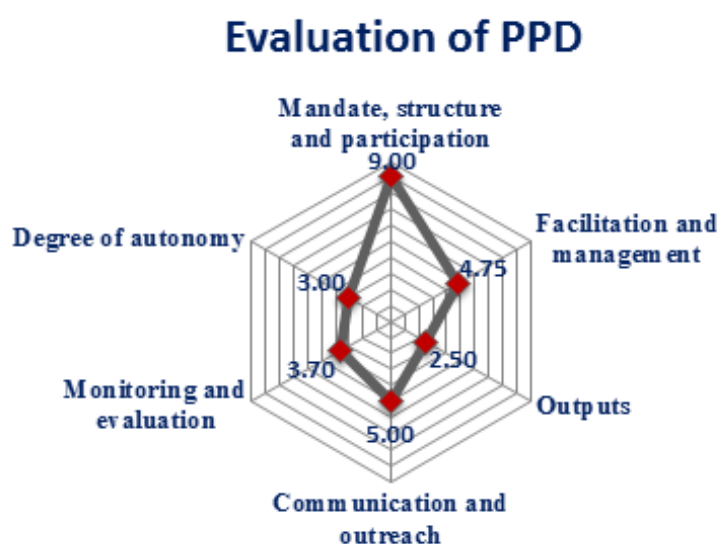 Evaluation of PPD
Mandate, structure
and participation
9.00
Facilitation and
management
4.75
Degree of autonomy
3.00
2.50
3.70
Monitoring and
evaluation
Outputs
5.00
Communication and
outreach